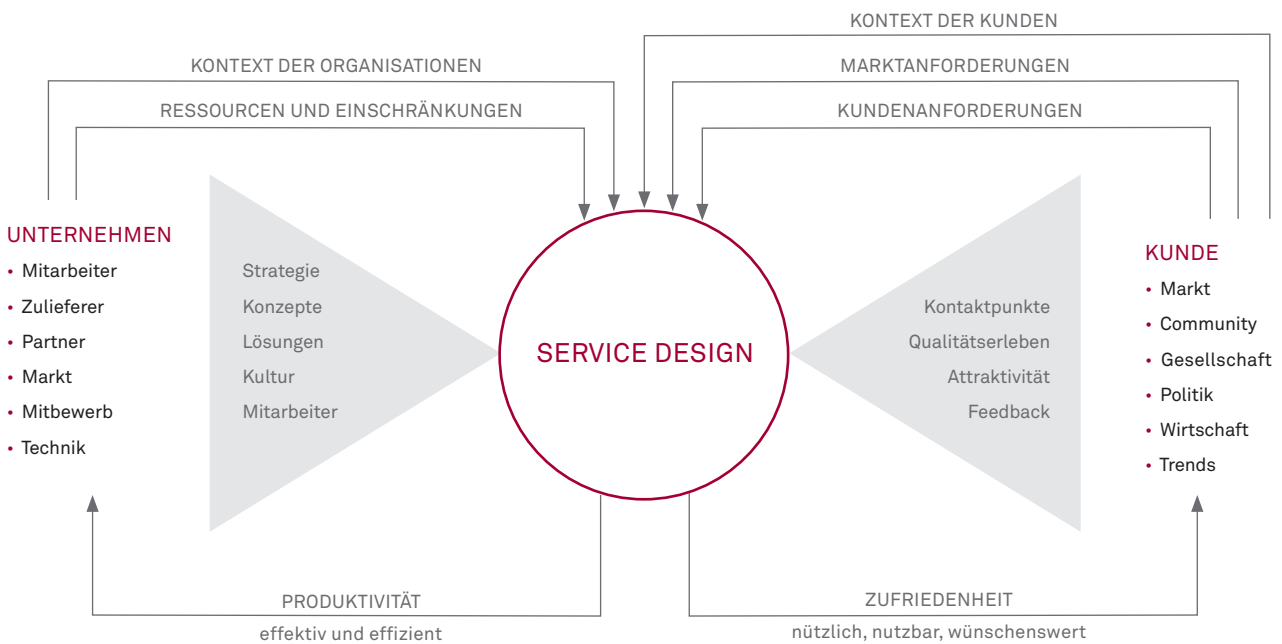 KONTEXT DER KUNDEN
KONTEXT DER ORGANISATIONEN
MARKTANFORDERUNGEN
RESSOURCEN UND EINSCHRÄNKUNGEN
KUNDENANFORDERUNGEN
UNTERNEHMEN
• Mitarbeiter
• Zulieferer
• Partner
• Markt
• Mitbewerb
• Technik
Strategie
Konzepte
Lösungen
Kultur
Mitarbeiter
SERVICE DESIGN
Kontaktpunkte
Qualitätserleben
Attraktivität
Feedback
KUNDE
• Markt
• Community
• Gesellschaft
• Politik
• Wirtschaft
• Trends
PRODUKTIVITÄT
effektiv und effizient
ZUFRIEDENHEIT
nützlich, nutzbar, wünschenswert